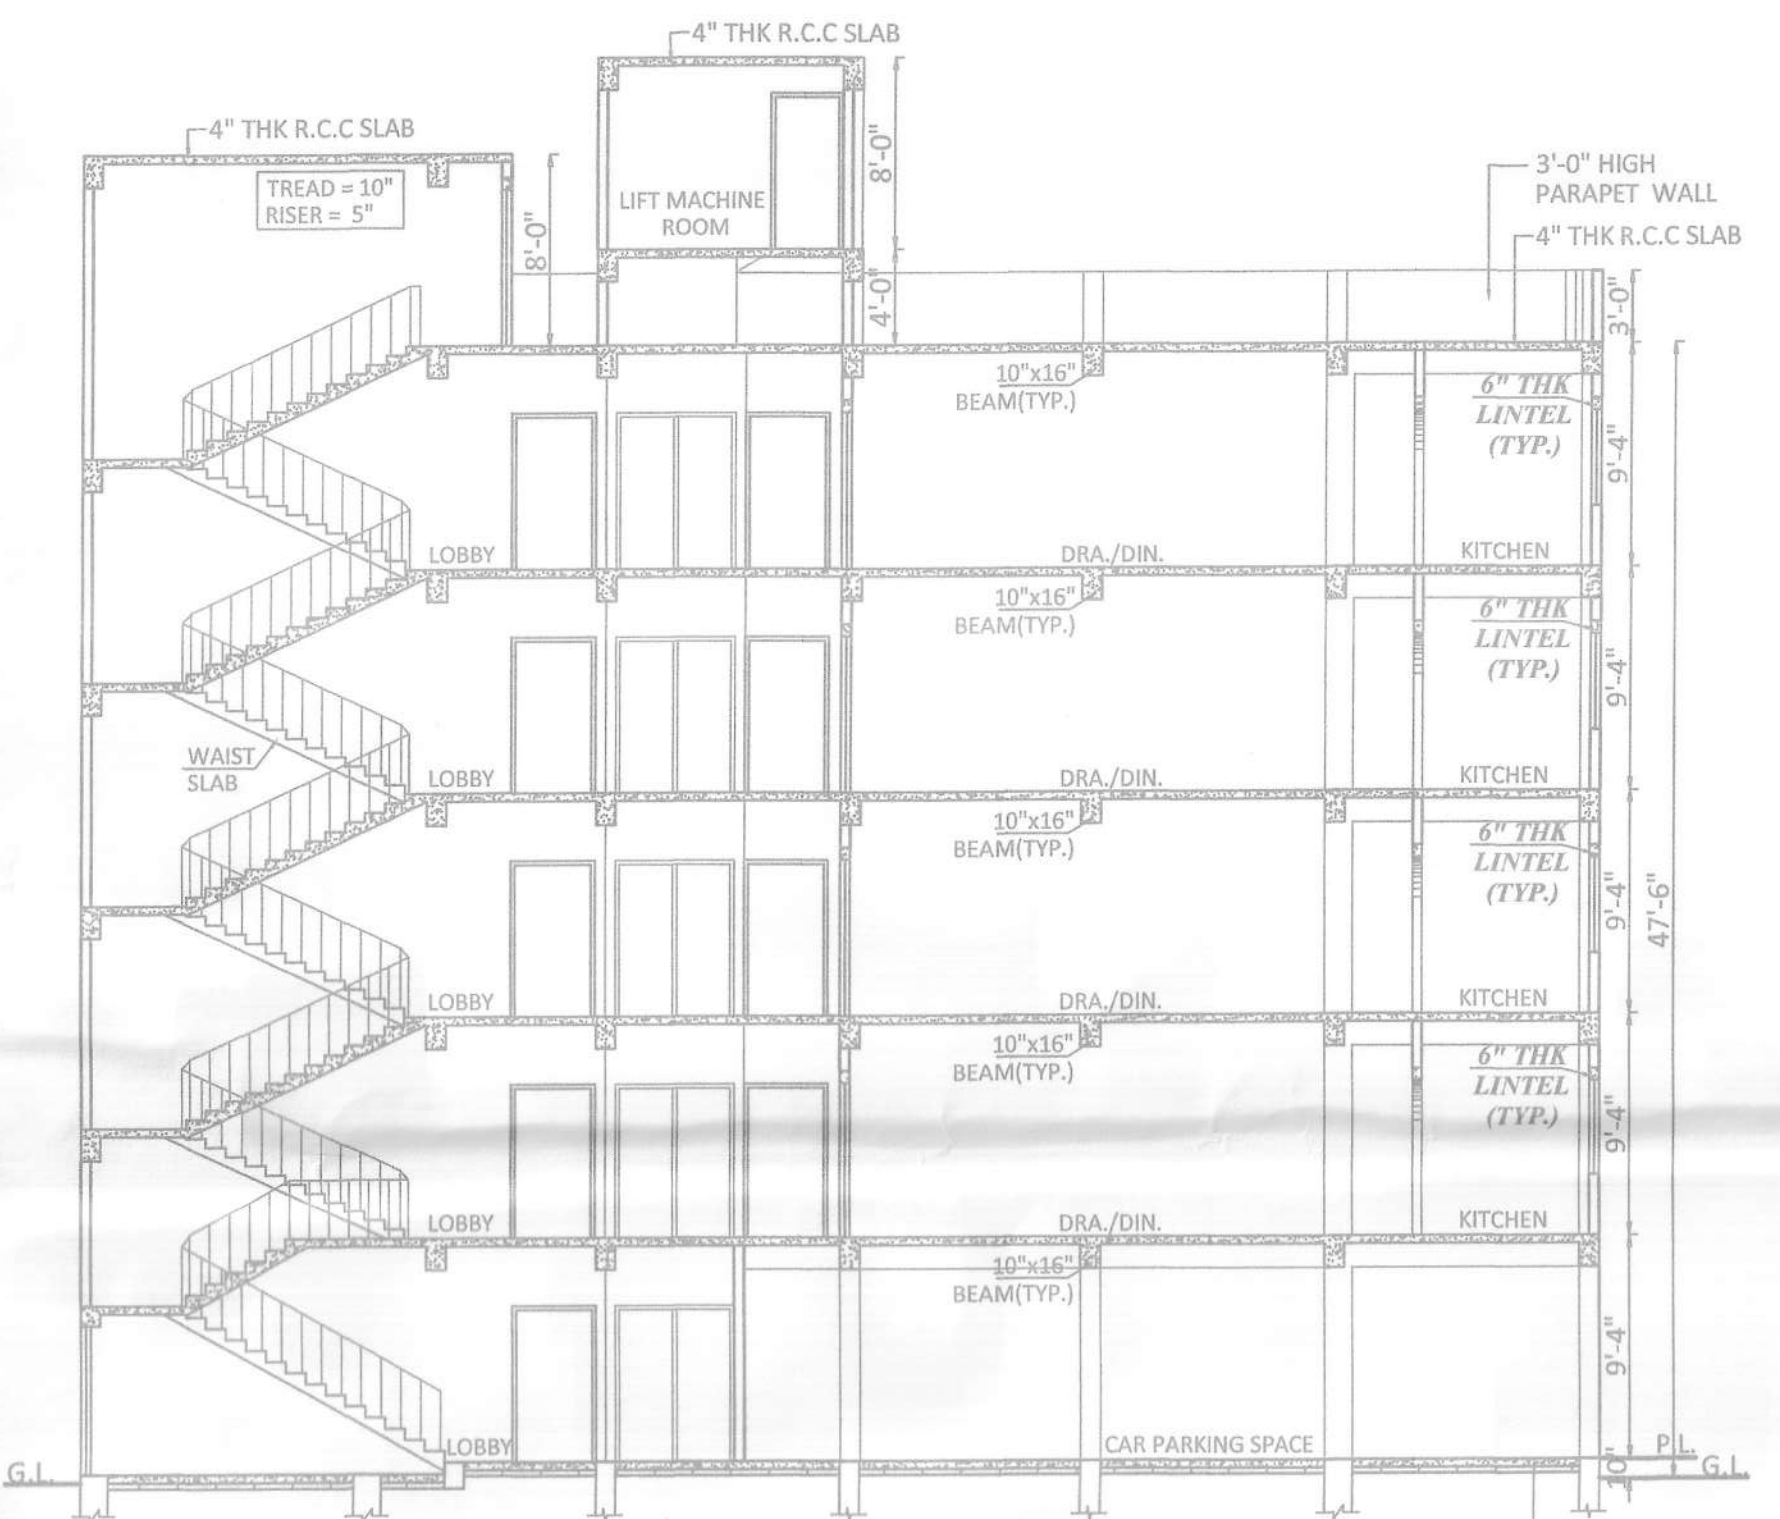 4" THK R.C.C SLAB
4" THK R.C.C SLAB
TREAD = 10"
RISER = 5"
8'-0"
8'-0"
LIFT MACHINE
ROOM
4'-0"
3'-0" HIGH
PARAPET WALL
4" THK R.C.C SLAB
3'-0"
10"x16"
BEAM(TYP.)
6" THK
LINTEL
(TYP.)
9'-4"
LOBBY
DRA./DIN.
KITCHEN
10"x16"
BEAM(TYP.)
6" THK
LINTEL
(TYP.)
9'-4"
WAIST
SLAB
LOBBY
DRA./DIN.
KITCHEN
10"x16"
BEAM(TYP.)
6" THK
LINTEL
(TYP.)
9'-4"
47'-6"
LOBBY
DRA./DIN.
KITCHEN
10"x16"
BEAM(TYP.)
6" THK
LINTEL
(TYP.)
9'-4"
LOBBY
DRA./DIN.
KITCHEN
10"x16"
BEAM(TYP.)
9'-4"
LOBBY
CAR PARKING SPACE
P.L.
G.L.
10"
G.L.